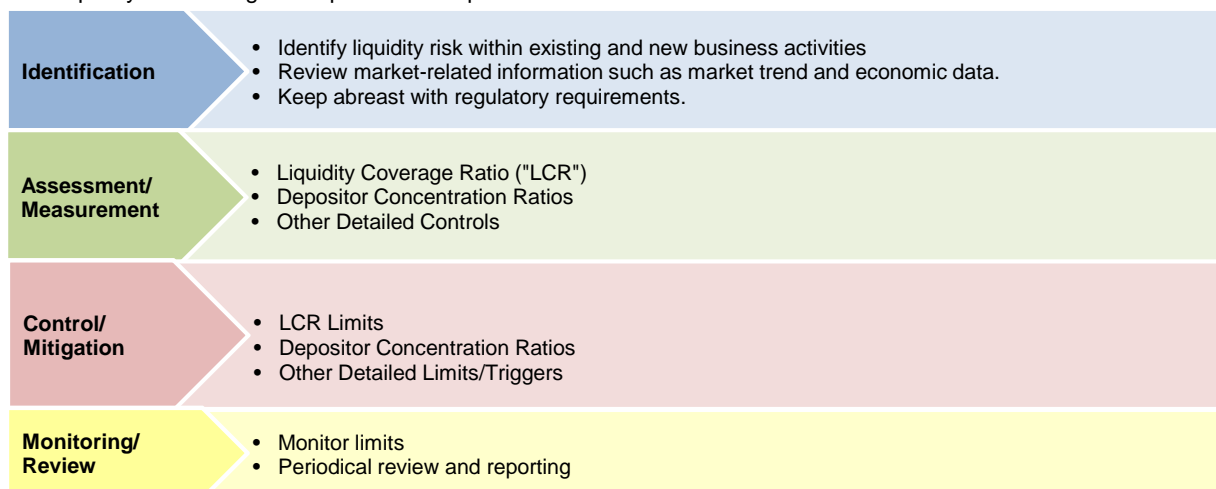 Identification
• Identify liquidity risk within existing and new business activities
• Review market-related information such as market trend and economic data.
• Keep abreast with regulatory requirements.
Assessment/
Measurement
• Liquidity Coverage Ratio ("LCR")
• Depositor Concentration Ratios
• Other Detailed Controls
Control/
Mitigation
• LCR Limits
• Depositor Concentration Ratios
• Other Detailed Limits/Triggers
Monitoring/
Review
• Monitor limits
• Periodical review and reporting